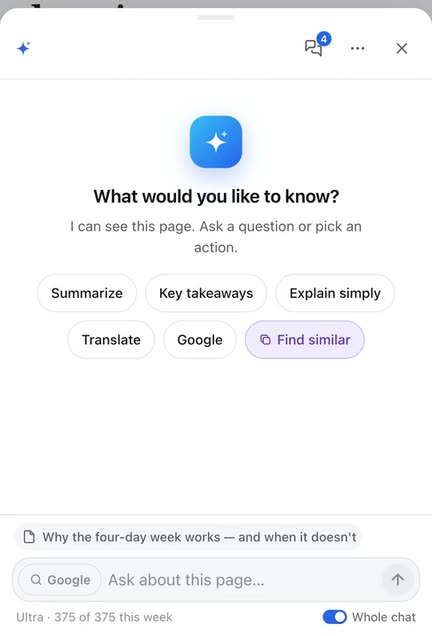 4
What would you like to know?
I can see this page. Ask a question or pick an
action.
Summarize
Key takeaways
Explain simply
Translate
Google
Find similar
Why the four-day week works — and when it doesn't
Google
Ask about this page...
Ultra · 375 of 375 this week
Whole chat